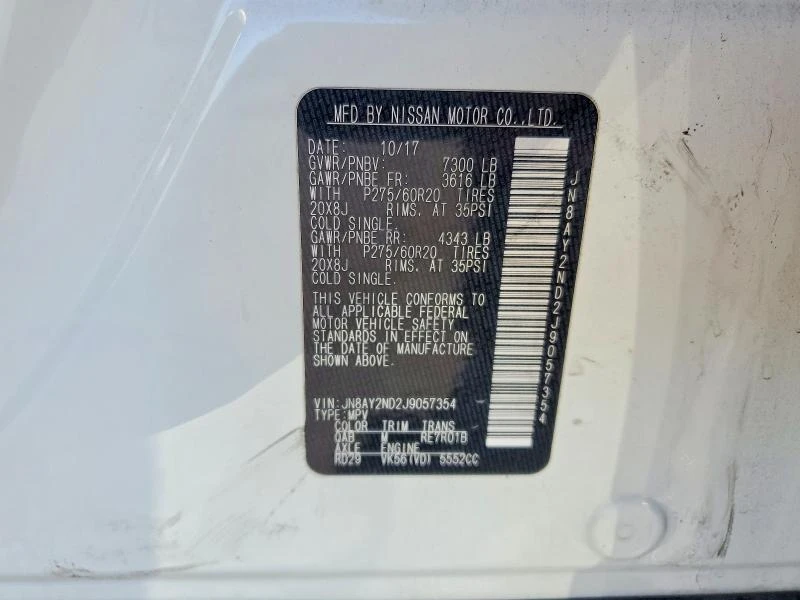 MFD BY NISSAN MOTOR CO.,LTD.
DATE: 10/17
GVWR/PNBV: 7300 LB
GAWR/PNBE FR: 3616 LB
WITH P275/60R20 TIRES
20X8J RIMS. AT 35PSI
COLD SINGLE.
GAWR/PNBE RR: 4343 LB
WITH P275/60R20 TIRES
20X8J RIMS. AT 35PSI
COLD SINGLE.
THIS VEHICLE CONFORMS TO
ALL APPLICABLE FEDERAL
MOTOR VEHICLE SAFETY
STANDARDS IN EFFECT ON
THE DATE OF MANUFACTURE
SHOWN ABOVE.
VIN:JN8AY2ND2J9057354
TYPE:MPV
COLOR TRIM TRANS
QAB M RE7R01B
AXLE ENGINE
RD29 VK56(VD) 5552CC
JN8AY2ND2J9057354